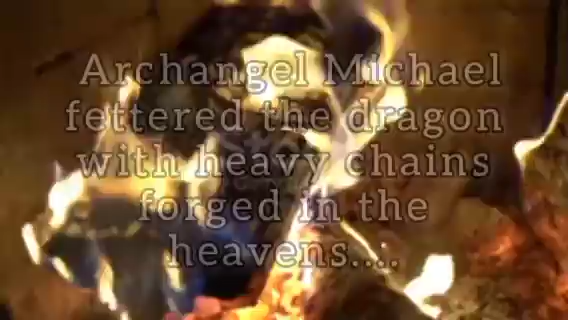 Archangel Michael
fettered the dragon
with heavy chains
forged in the
heavens....